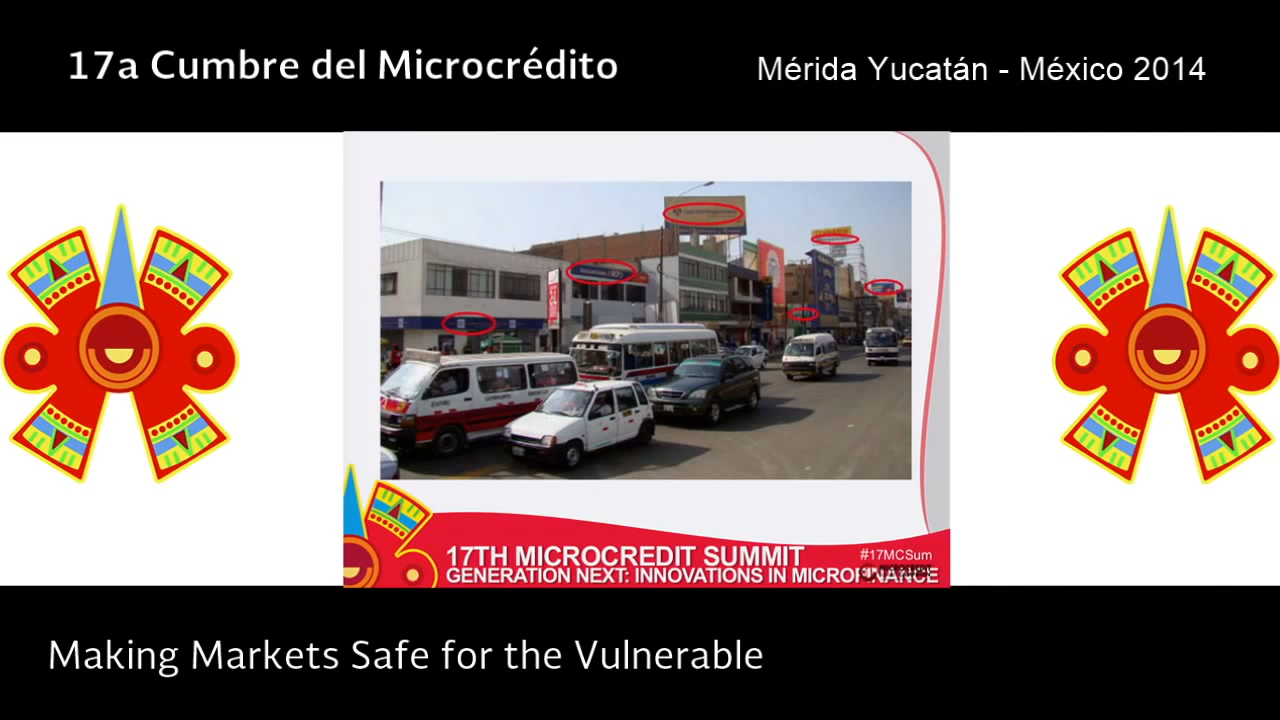 17a Cumbre del Microcrédito
Mérida Yucatán - México 2014
17TH MICROCREDIT SUMMIT
#17MCSum
GENERATION NEXT: INNOVATIONS IN MICROFINANCE
Making Markets Safe for the Vulnerable